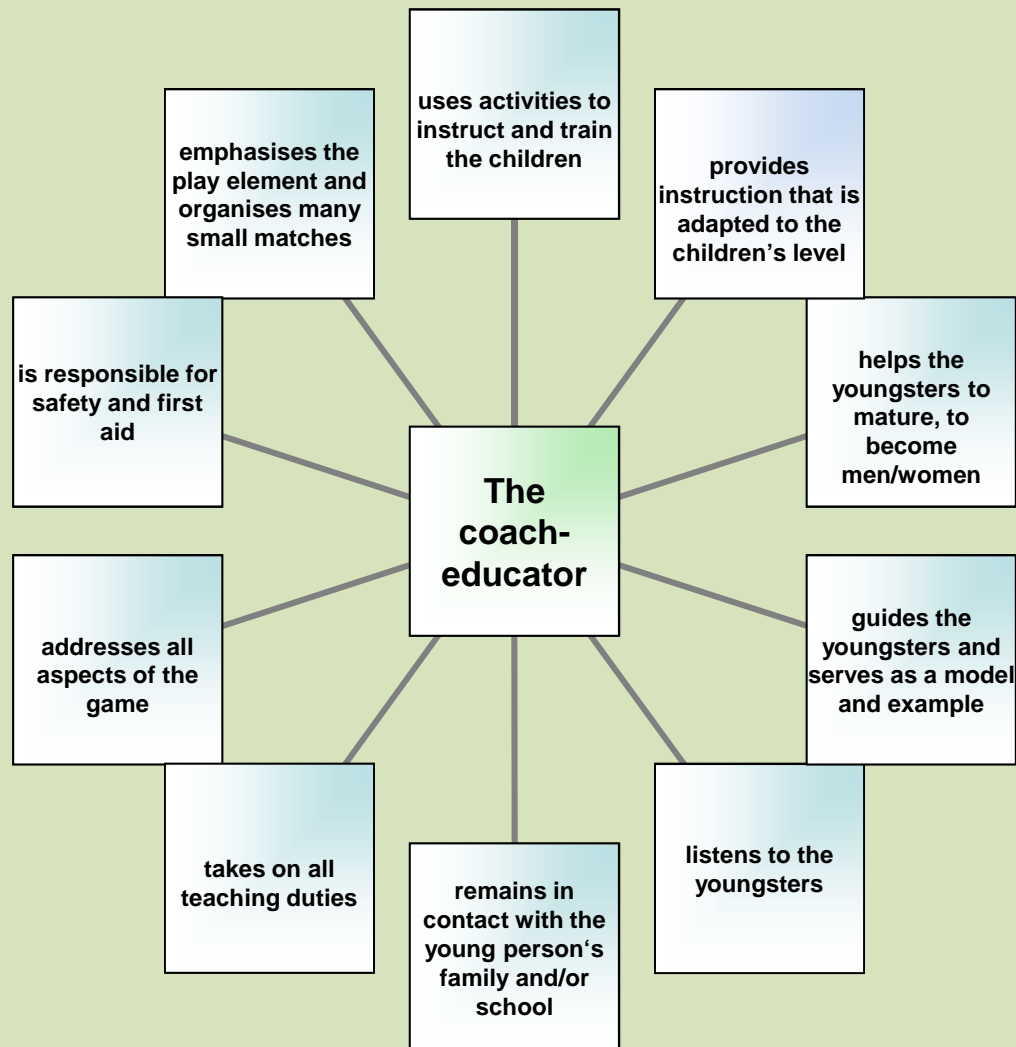 uses activities to
instruct and train
the children
provides
instruction that is
adapted to the
children’s level
helps the
youngsters to
mature, to
become
men/women
guides the
youngsters and
serves as a model
and example
listens to the
youngsters
remains in
contact with the
young person‘s
family and/or
school
takes on all
teaching duties
addresses all
aspects of the
game
is responsible for
safety and first
aid
emphasises the
play element and
organises many
small matches
The
coach-
educator